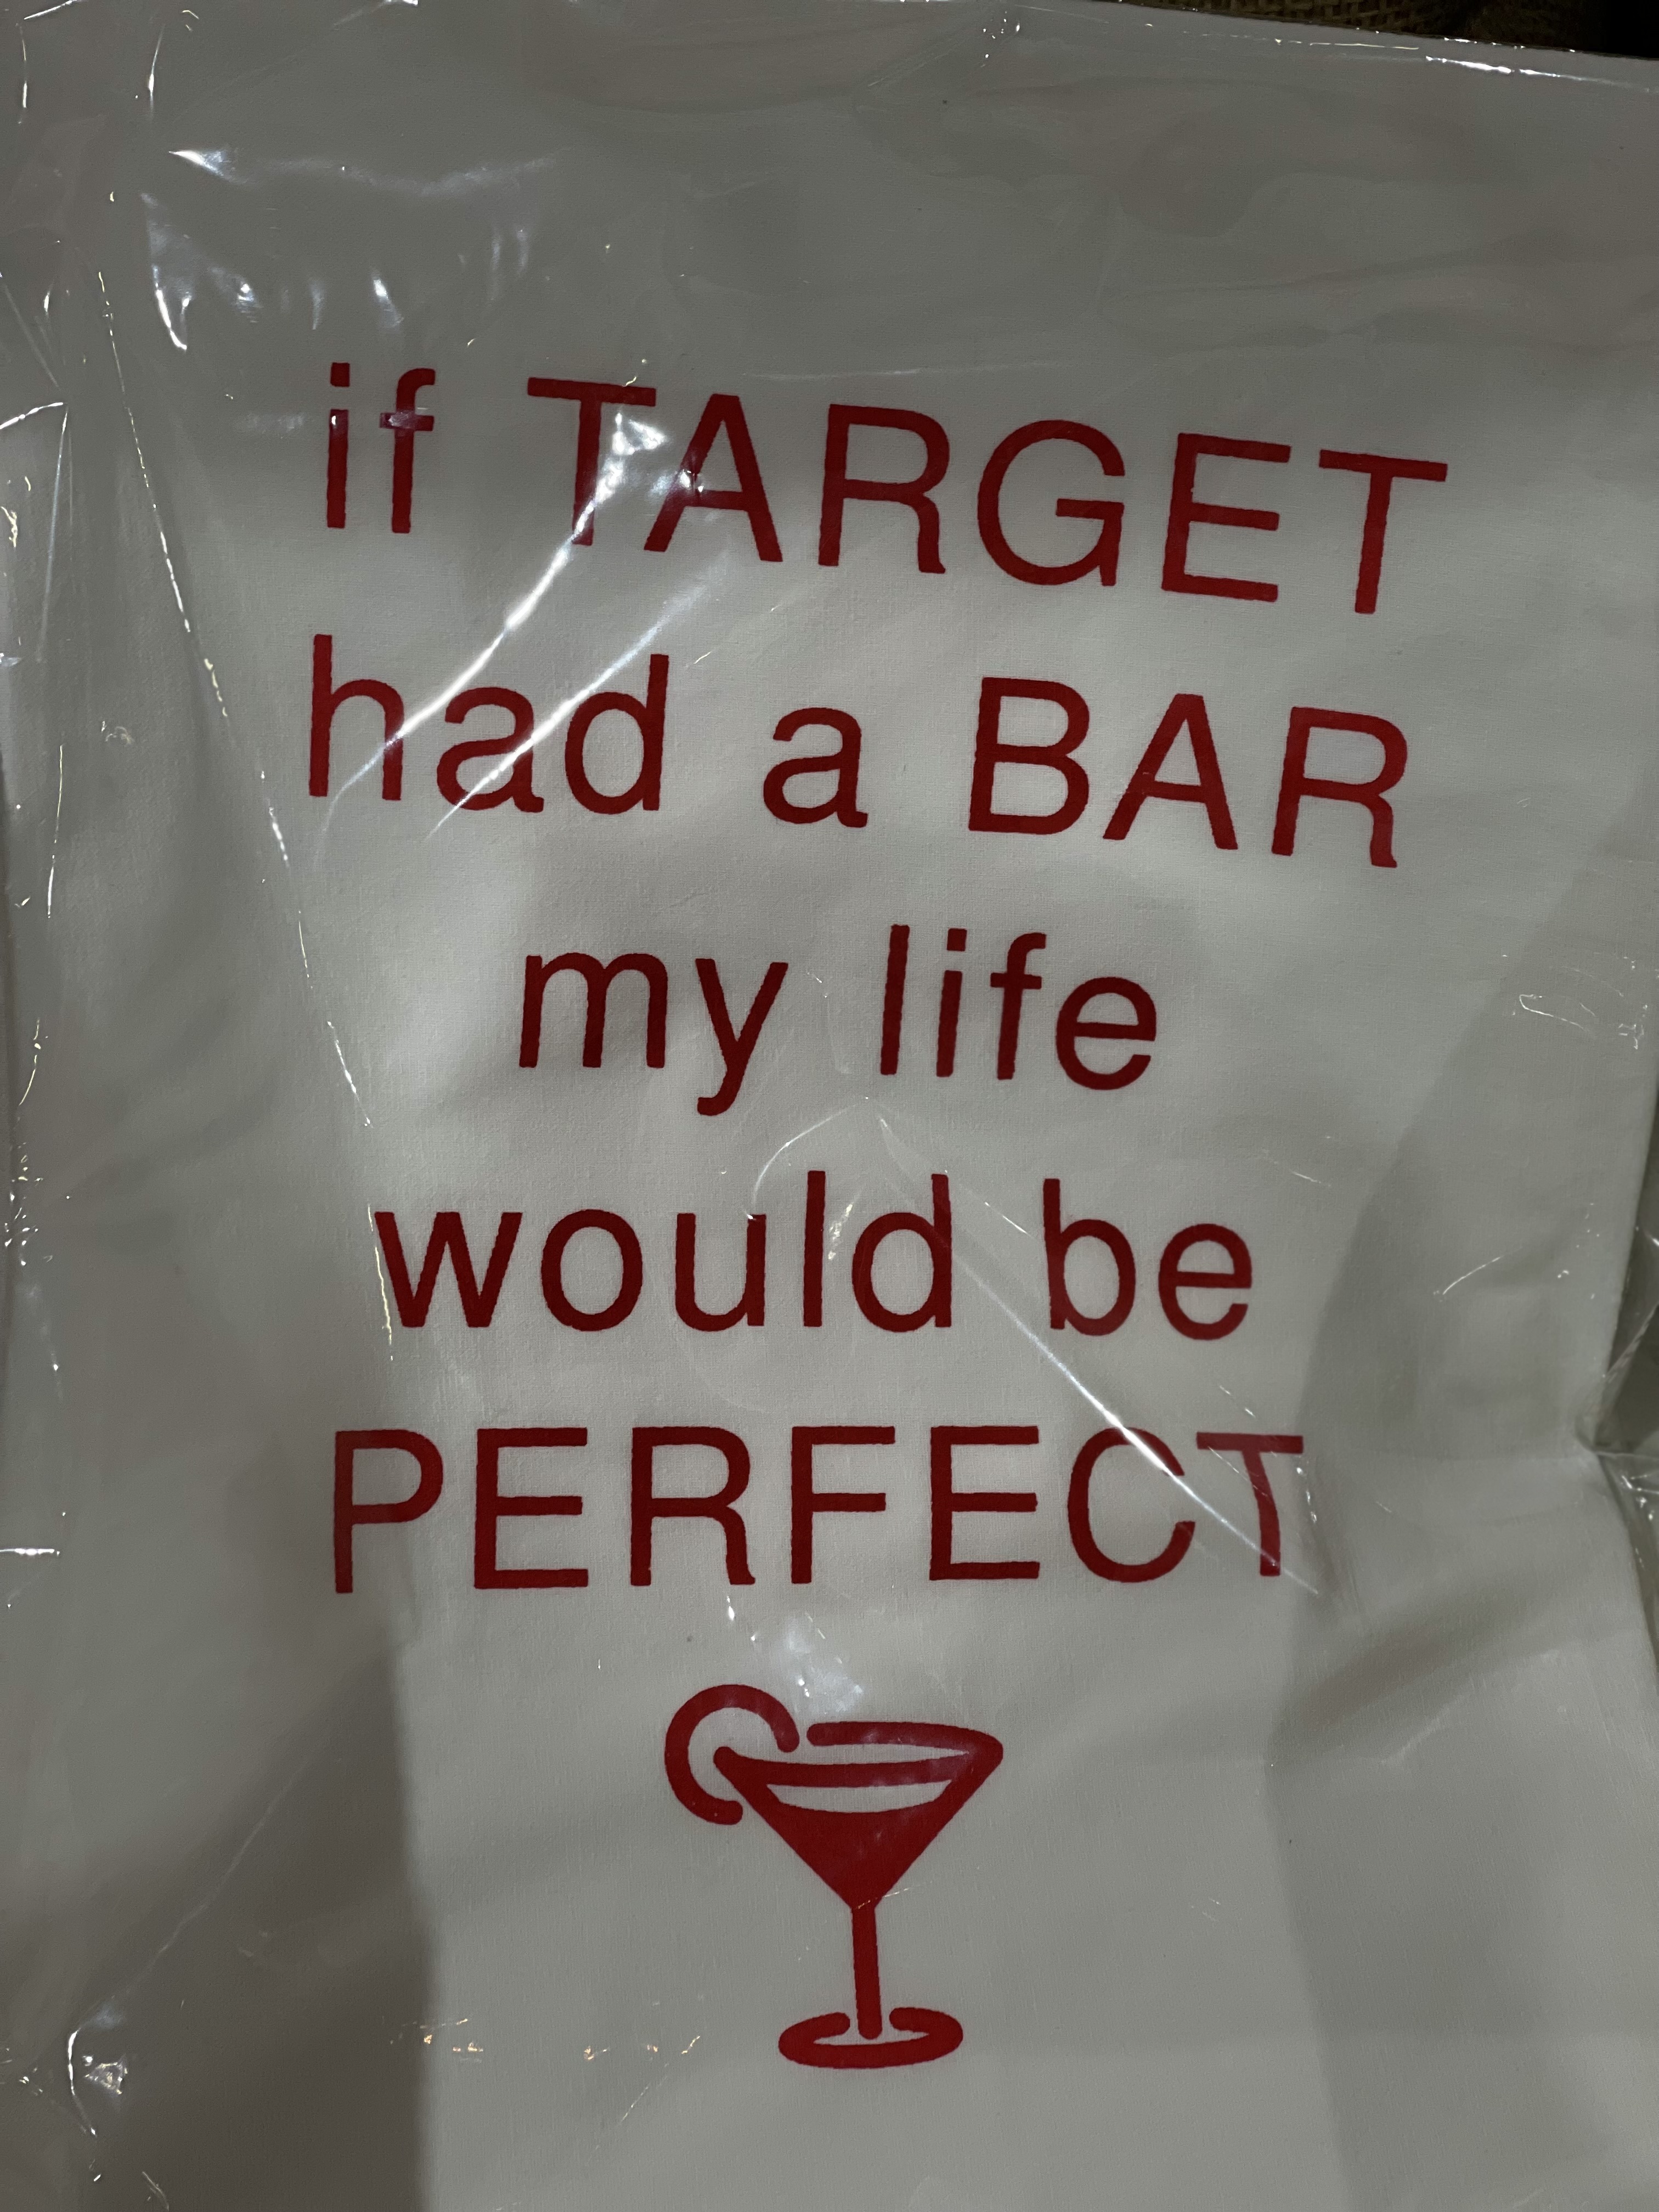 if TARGET
had a BAR
my life
would be
PERFECT